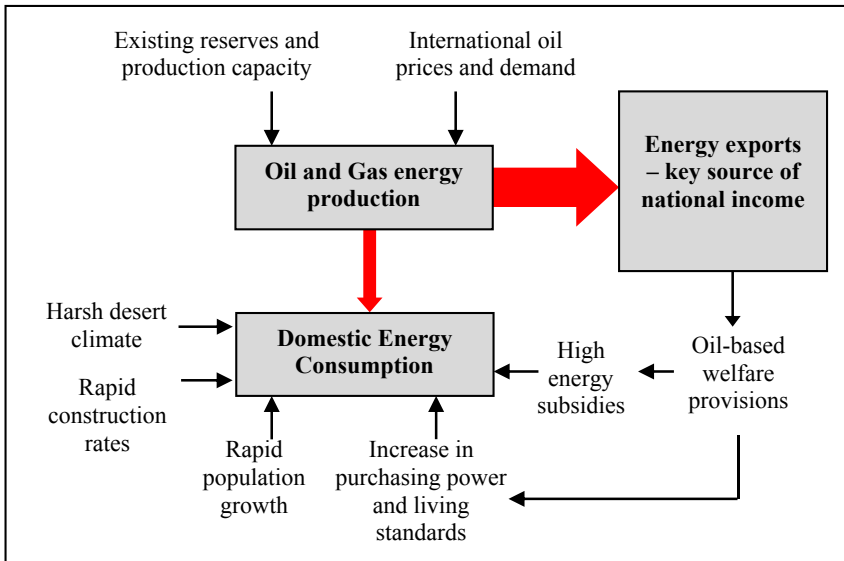 Existing reserves and
production capacity
International oil
prices and demand
Oil and Gas energy
production
Energy exports
– key source of
national income
Harsh desert
climate
Domestic Energy
Consumption
High
energy
subsidies
Oil-based
welfare
provisions
Rapid
construction
rates
Rapid
population
growth
Increase in
purchasing power
and living
standards